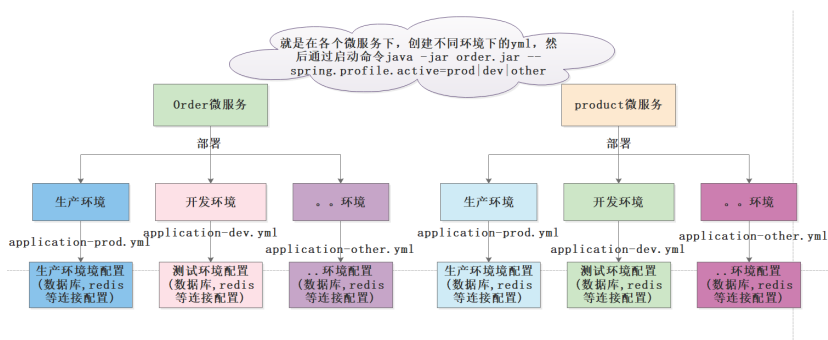 就是在各个微服务下，创建不同环境下的yml，然
后通过启动命令java -jar order.jar --
spring.profile.active=prod|dev|other
Order微服务
product微服务
部署
部署
生产环境
开发环境
。。环境
生产环境
开发环境
。。环境
application-prod.yml
application-dev.yml
application-other.yml
application-prod.yml
application-dev.yml
application-other.yml
生产环境境配置
(数据库,redis
等连接配置)
测试环境配置
(数据库,redis
等连接配置)
..环境配置
(数据库,redis
等连接配置)
生产环境境配置
(数据库,redis
等连接配置)
测试环境配置
(数据库,redis
等连接配置)
..环境配置
(数据库,redis
等连接配置)